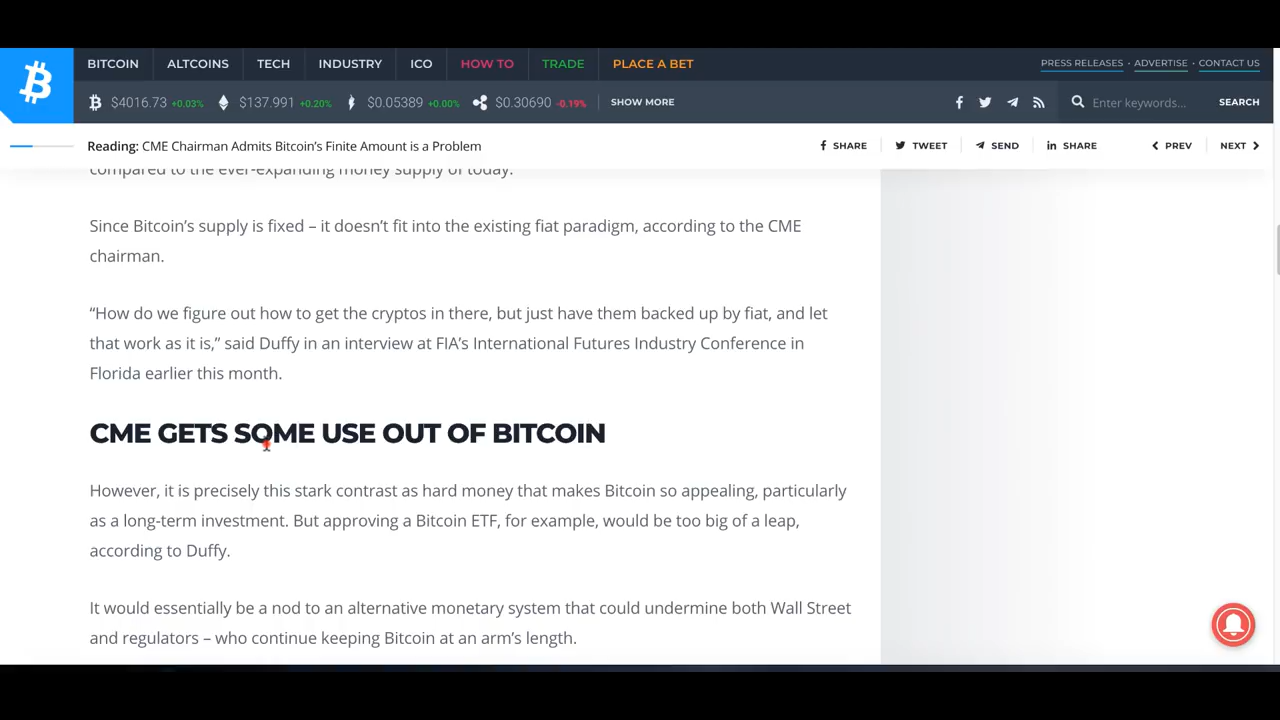 BITCOIN ALTCOINS TECH INDUSTRY ICO HOW TO TRADE PLACE A BET PRESS RELEASES · ADVERTISE · CONTACT US
$4016.73 +0.03% $137.991 +0.20% $0.05389 +0.00% $0.30690 -0.19% SHOW MORE Enter keywords... SEARCH
Reading: CME Chairman Admits Bitcoin’s Finite Amount is a Problem SHARE TWEET SEND SHARE PREV NEXT
compared to the ever-expanding money supply of today.
Since Bitcoin’s supply is fixed – it doesn’t fit into the existing fiat paradigm, according to the CME
chairman.
“How do we figure out how to get the cryptos in there, but just have them backed up by fiat, and let
that work as it is,” said Duffy in an interview at FIA’s International Futures Industry Conference in
Florida earlier this month.
CME GETS SOME USE OUT OF BITCOIN
However, it is precisely this stark contrast as hard money that makes Bitcoin so appealing, particularly
as a long-term investment. But approving a Bitcoin ETF, for example, would be too big of a leap,
according to Duffy.
It would essentially be a nod to an alternative monetary system that could undermine both Wall Street
and regulators – who continue keeping Bitcoin at an arm’s length.